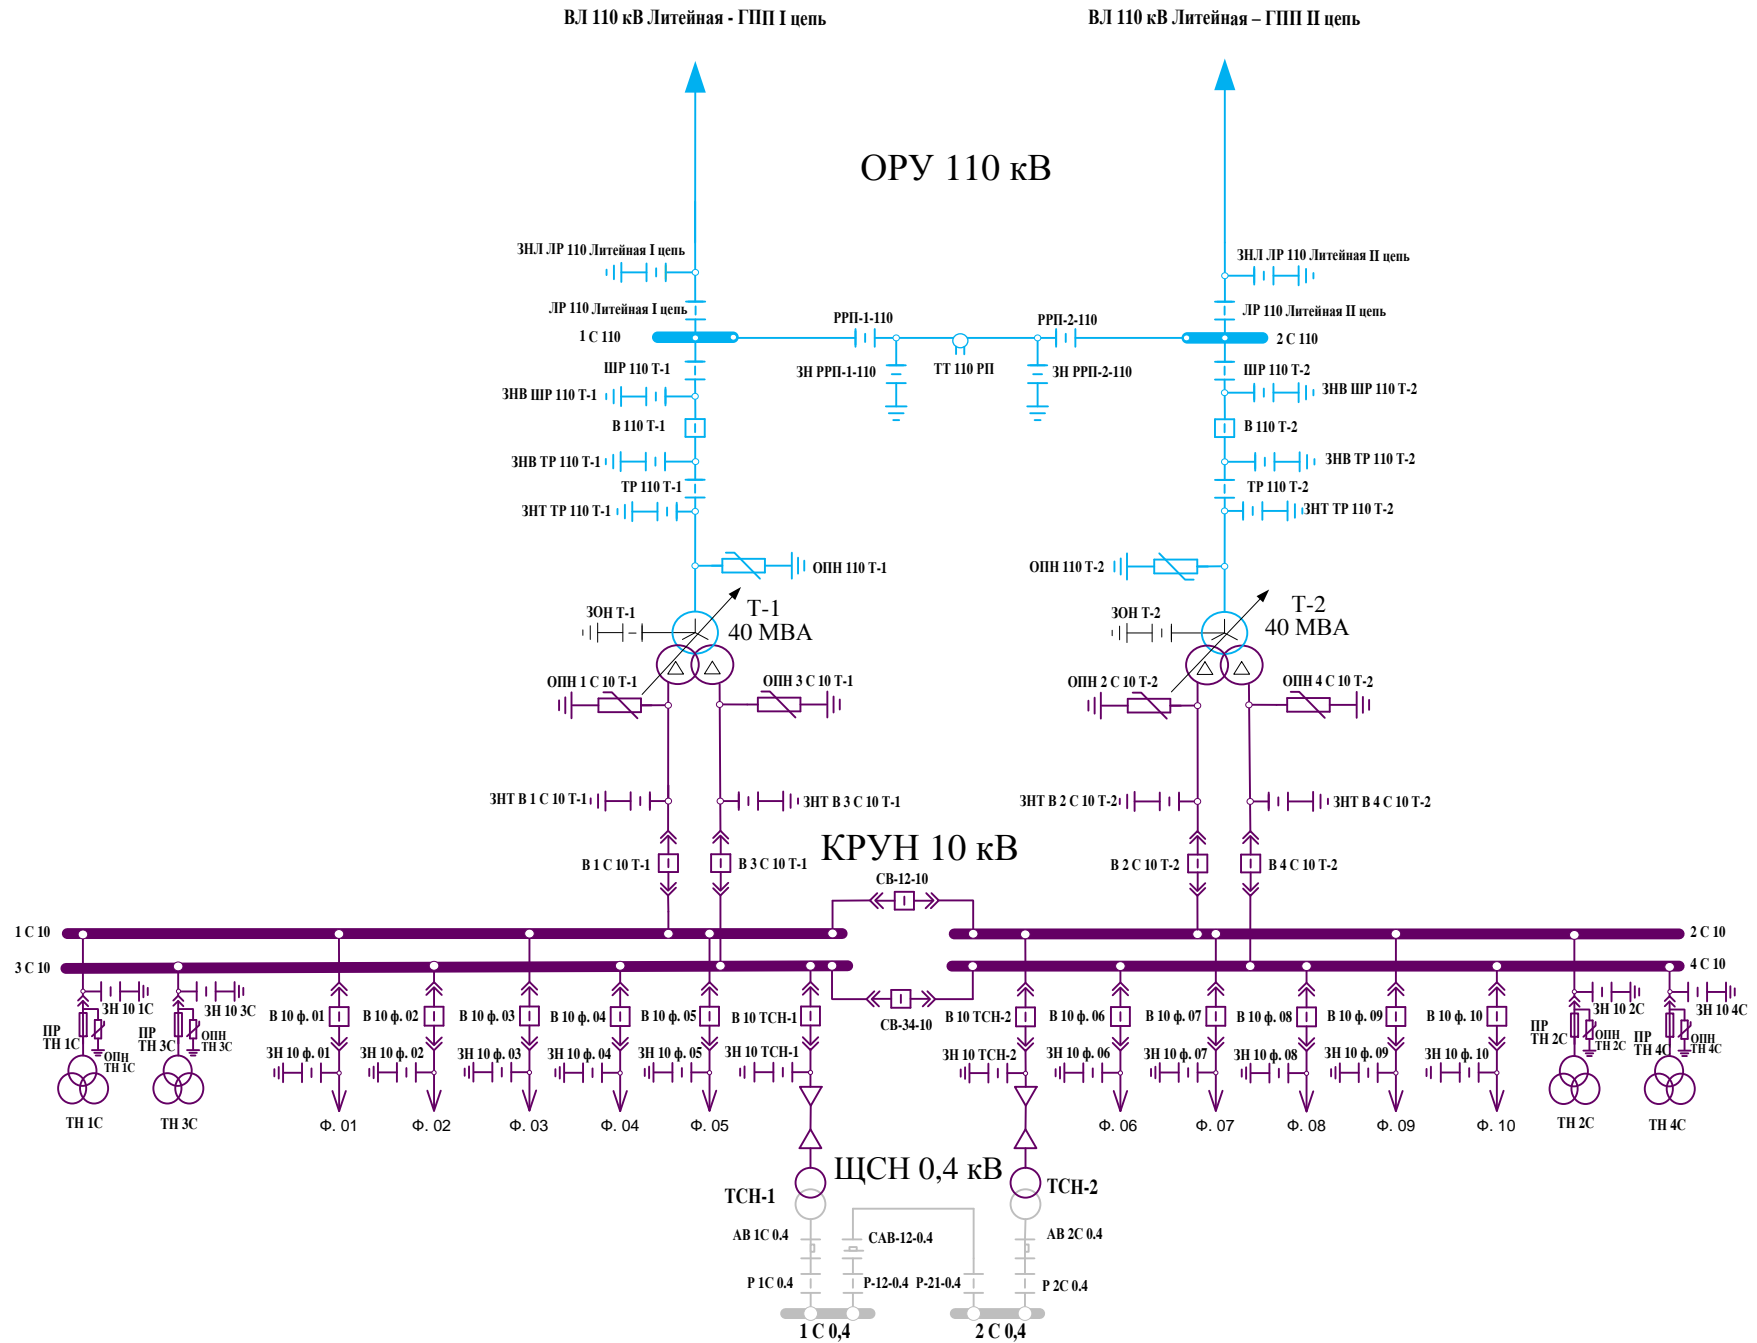 ВЛ 110 кВ Литейная - ГПП I цепь
ВЛ 110 кВ Литейная – ГПП II цепь
ОРУ 110 кВ
ЗНЛ ЛР 110 Литейная I цепь
ЗНЛ ЛР 110 Литейная II цепь
ЛР 110 Литейная I цепь
РРП-1-110
РРП-2-110
ЛР 110 Литейная II цепь
1 С 110
2 С 110
ШР 110 Т-1
ЗН РРП-1-110
ТТ 110 РП
ЗН РРП-2-110
ШР 110 Т-2
ЗНВ ШР 110 Т-1
ЗНВ ШР 110 Т-2
В 110 Т-1
В 110 Т-2
ЗНВ ТР 110 Т-1
ЗНВ ТР 110 Т-2
ТР 110 Т-1
ТР 110 Т-2
ЗНТ ТР 110 Т-1
ЗНТ ТР 110 Т-2
ОПН 110 Т-1
ОПН 110 Т-2
ЗОН Т-1
Т-1
40 МВА
ЗОН Т-2
Т-2
40 МВА
ОПН 1 С 10 Т-1
ОПН 3 С 10 Т-1
ОПН 2 С 10 Т-2
ОПН 4 С 10 Т-2
ЗНТ В 1 С 10 Т-1
ЗНТ В 3 С 10 Т-1
ЗНТ В 2 С 10 Т-2
ЗНТ В 4 С 10 Т-2
КРУН 10 кВ
В 1 С 10 Т-1
В 3 С 10 Т-1
В 2 С 10 Т-2
В 4 С 10 Т-2
СВ-12-10
1 С 10
2 С 10
3 С 10
4 С 10
ЗН 10 1С
ЗН 10 3С
ЗН 10 2С
ЗН 10 4С
В 10 ф. 01
В 10 ф. 02
В 10 ф. 03
В 10 ф. 04
В 10 ф. 05
В 10 ТСН-1
СВ-34-10
В 10 ТСН-2
В 10 ф. 06
В 10 ф. 07
В 10 ф. 08
В 10 ф. 09
В 10 ф. 10
ПР
ТН 1С
ОПН
ТН 1С
ПР
ТН 3С
ОПН
ТН 3С
ПР
ТН 2С
ОПН
ТН 2С
ПР
ТН 4С
ОПН
ТН 4С
ЗН 10 ф. 01
ЗН 10 ф. 02
ЗН 10 ф. 03
ЗН 10 ф. 04
ЗН 10 ф. 05
ЗН 10 ТСН-1
ЗН 10 ТСН-2
ЗН 10 ф. 06
ЗН 10 ф. 07
ЗН 10 ф. 08
ЗН 10 ф. 09
ЗН 10 ф. 10
ТН 1С
ТН 3С
Ф. 01
Ф. 02
Ф. 03
Ф. 04
Ф. 05
Ф. 06
Ф. 07
Ф. 08
Ф. 09
Ф. 10
ТН 2С
ТН 4С
ЩСН 0,4 кВ
ТСН-1
ТСН-2
АВ 1С 0.4
САВ-12-0.4
АВ 2С 0.4
Р 1С 0.4
Р-12-0.4
Р-21-0.4
Р 2С 0.4
1 С 0,4
2 С 0,4